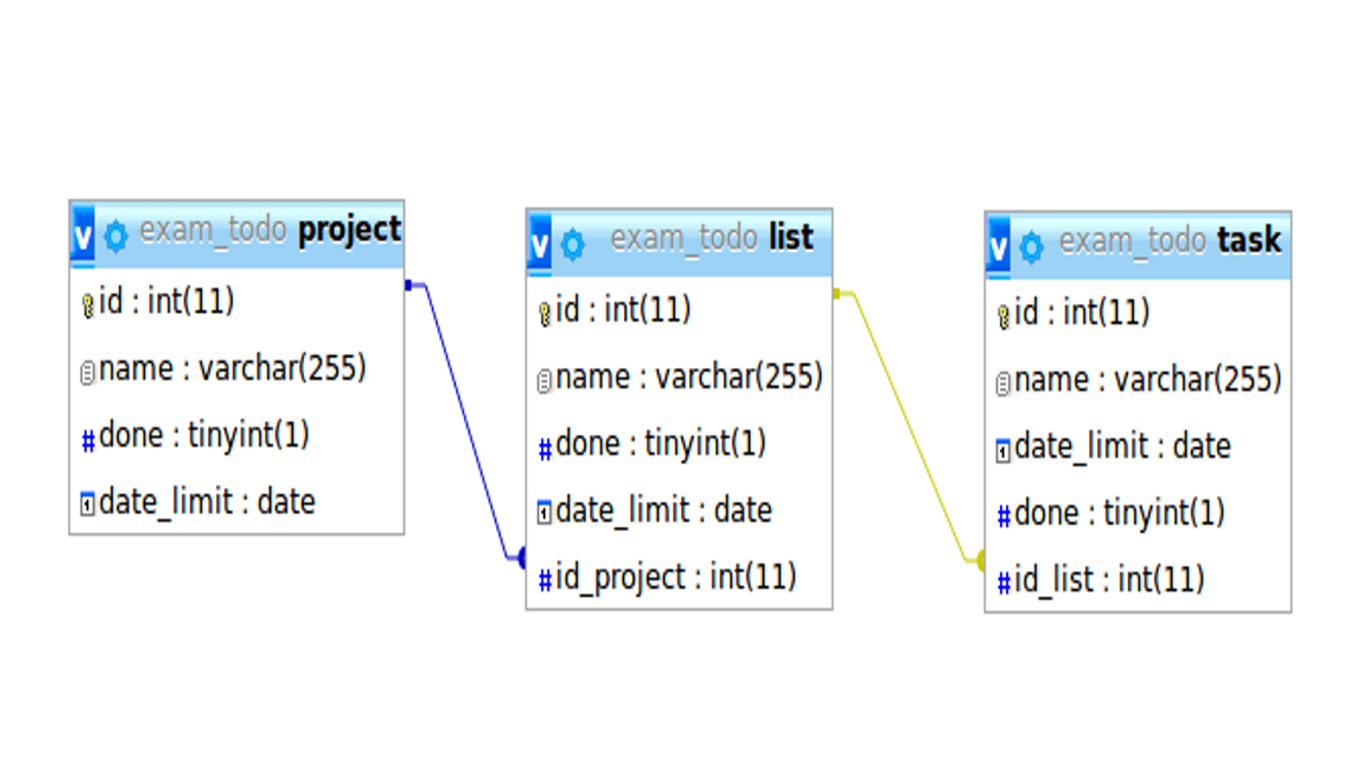 v exam_todo project
id : int(11)
name : varchar(255)
done : tinyint(1)
date_limit : date
v exam_todo list
id : int(11)
name : varchar(255)
done : tinyint(1)
date_limit : date
id_project : int(11)
v exam_todo task
id : int(11)
name : varchar(255)
date_limit : date
done : tinyint(1)
id_list : int(11)